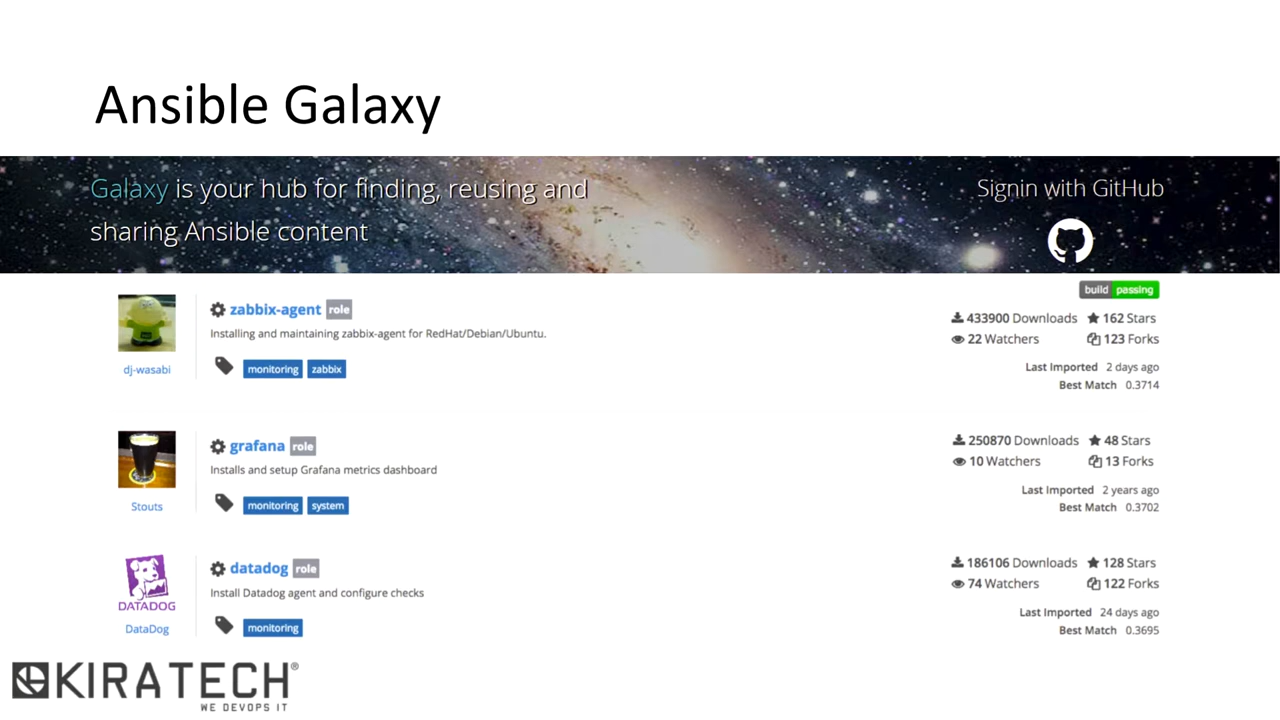 Ansible Galaxy
Galaxy is your hub for finding, reusing and
sharing Ansible content
Signin with GitHub
build passing
zabbix-agent role
Installing and maintaining zabbix-agent for RedHat/Debian/Ubuntu.
dj-wasabi
monitoring zabbix
433900 Downloads 162 Stars
22 Watchers 123 Forks
Last Imported 2 days ago
Best Match 0.3714
grafana role
Installs and setup Grafana metrics dashboard
Stouts
monitoring system
250870 Downloads 48 Stars
10 Watchers 13 Forks
Last Imported 2 years ago
Best Match 0.3702
datadog role
Install Datadog agent and configure checks
DATADOG
DataDog
monitoring
186106 Downloads 128 Stars
74 Watchers 122 Forks
Last Imported 24 days ago
Best Match 0.3695
KIRATECH®
WE DEVOPS IT